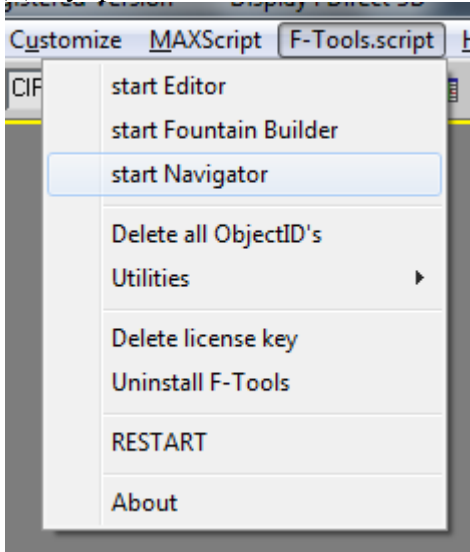 Customize MAXScript F-Tools.script
start Editor
start Fountain Builder
start Navigator
Delete all ObjectID's
Utilities
Delete license key
Uninstall F-Tools
RESTART
About